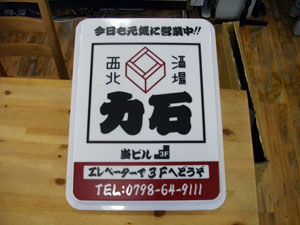 今日も元気に営業中!!
西北 酒場
力石
当ビル 3F
エレベーターで3Fへどうぞ
TEL:0798-64-9111